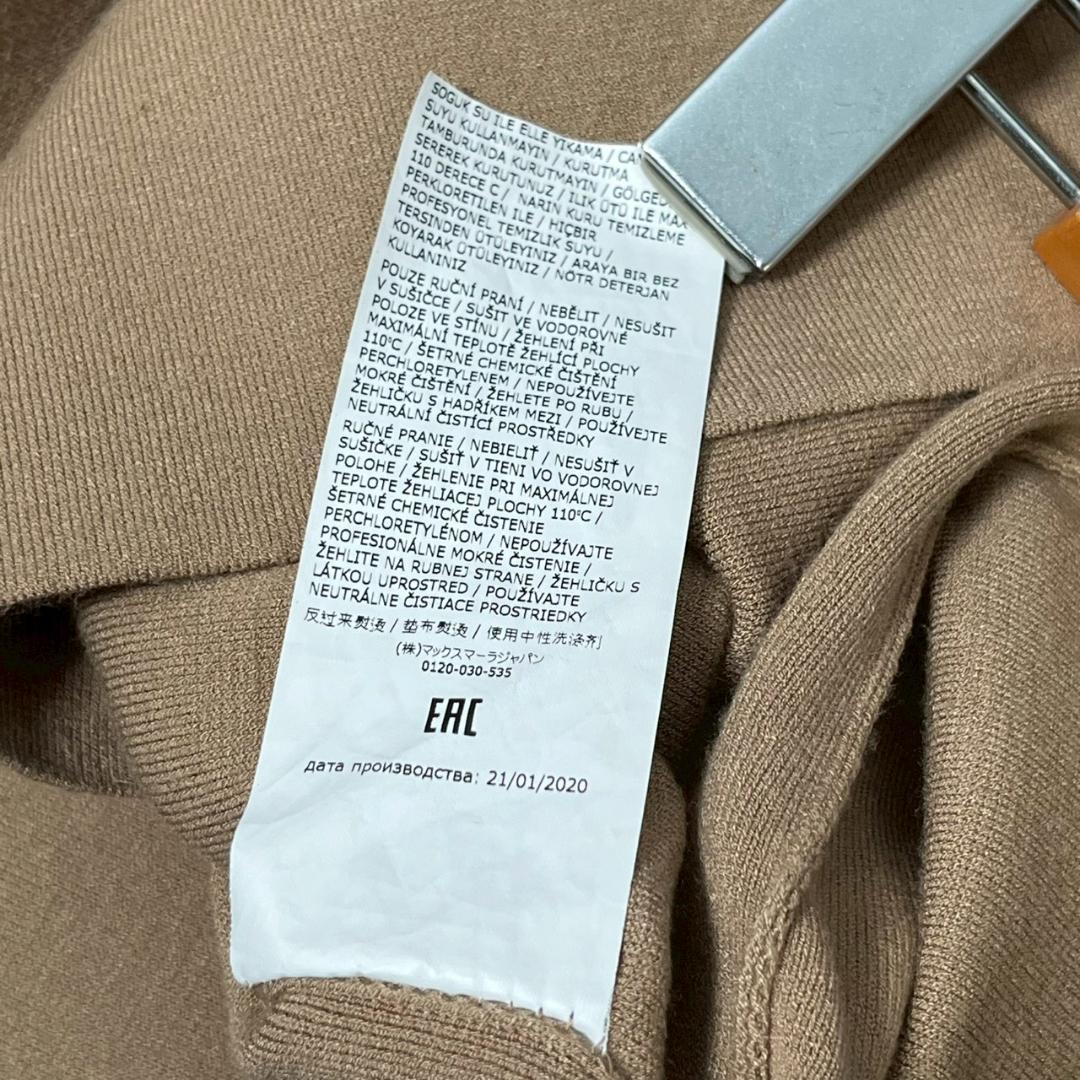 SOGUK SU ILE ELLE YIKAMA / ÇAM
SUYU KULLANMAYIN / KURUTMA
TAMBURUNDA KURUTMAYIN / GÖLGEDE
SEREREK KURUTUNUZ / ILIK ÜTÜ ILE MAX
110 DERECE C / NARIN KURU TEMIZLEME
PERKLORETILEN ILE / HIÇBIR
PROFESYONEL TEMIZLIK SUYU /
TERSINDEN ÜTÜLEYINIZ / ARAYA BIR BEZ
KOYARAK ÜTÜLEYINIZ / NÖTR DETERJAN
KULLANINIZ
POUZE RUČNÍ PRANÍ / NEBĚLIT / NESUŠIT
V SUŠIČCE / SUŠIT VE VODOROVNÉ
POLOZE VE STÍNU / ŽEHLENÍ PŘI
MAXIMÁLNÍ TEPLOTĚ ŽEHLÍCÍ PLOCHY
110°C / ŠETRNÉ CHEMICKÉ ČIŠTĚNÍ
PERCHLORETYLENEM / NEPOUŽÍVEJTE
MOKRÉ ČIŠTĚNÍ / ŽEHLETE PO RUBU /
ŽEHLIČKU S HADŘÍKEM MEZI / POUŽÍVEJTE
NEUTRÁLNÍ ČISTÍCÍ PROSTŘEDKY
RUČNÉ PRANIE / NEBIELIŤ / NESUŠIŤ V
SUŠIČKE / SUŠIŤ V TIENI VO VODOROVNEJ
POLOHE / ŽEHLENIE PRI MAXIMÁLNEJ
TEPLOTE ŽEHLIACEJ PLOCHY 110°C /
ŠETRNÉ CHEMICKÉ ČISTENIE
PERCHLORETYLÉNOM / NEPOUŽÍVAJTE
PROFESIONÁLNE MOKRÉ ČISTENIE /
ŽEHLITE NA RUBNEJ STRANE / ŽEHLIČKU S
LÁTKOU UPROSTRED / POUŽÍVAJTE
NEUTRÁLNE ČISTIACE PROSTRIEDKY
反过来熨烫 / 垫布熨烫 / 使用中性洗涤剂
(株)マックスマーラジャパン
0120-030-535
EAC
дата производства: 21/01/2020